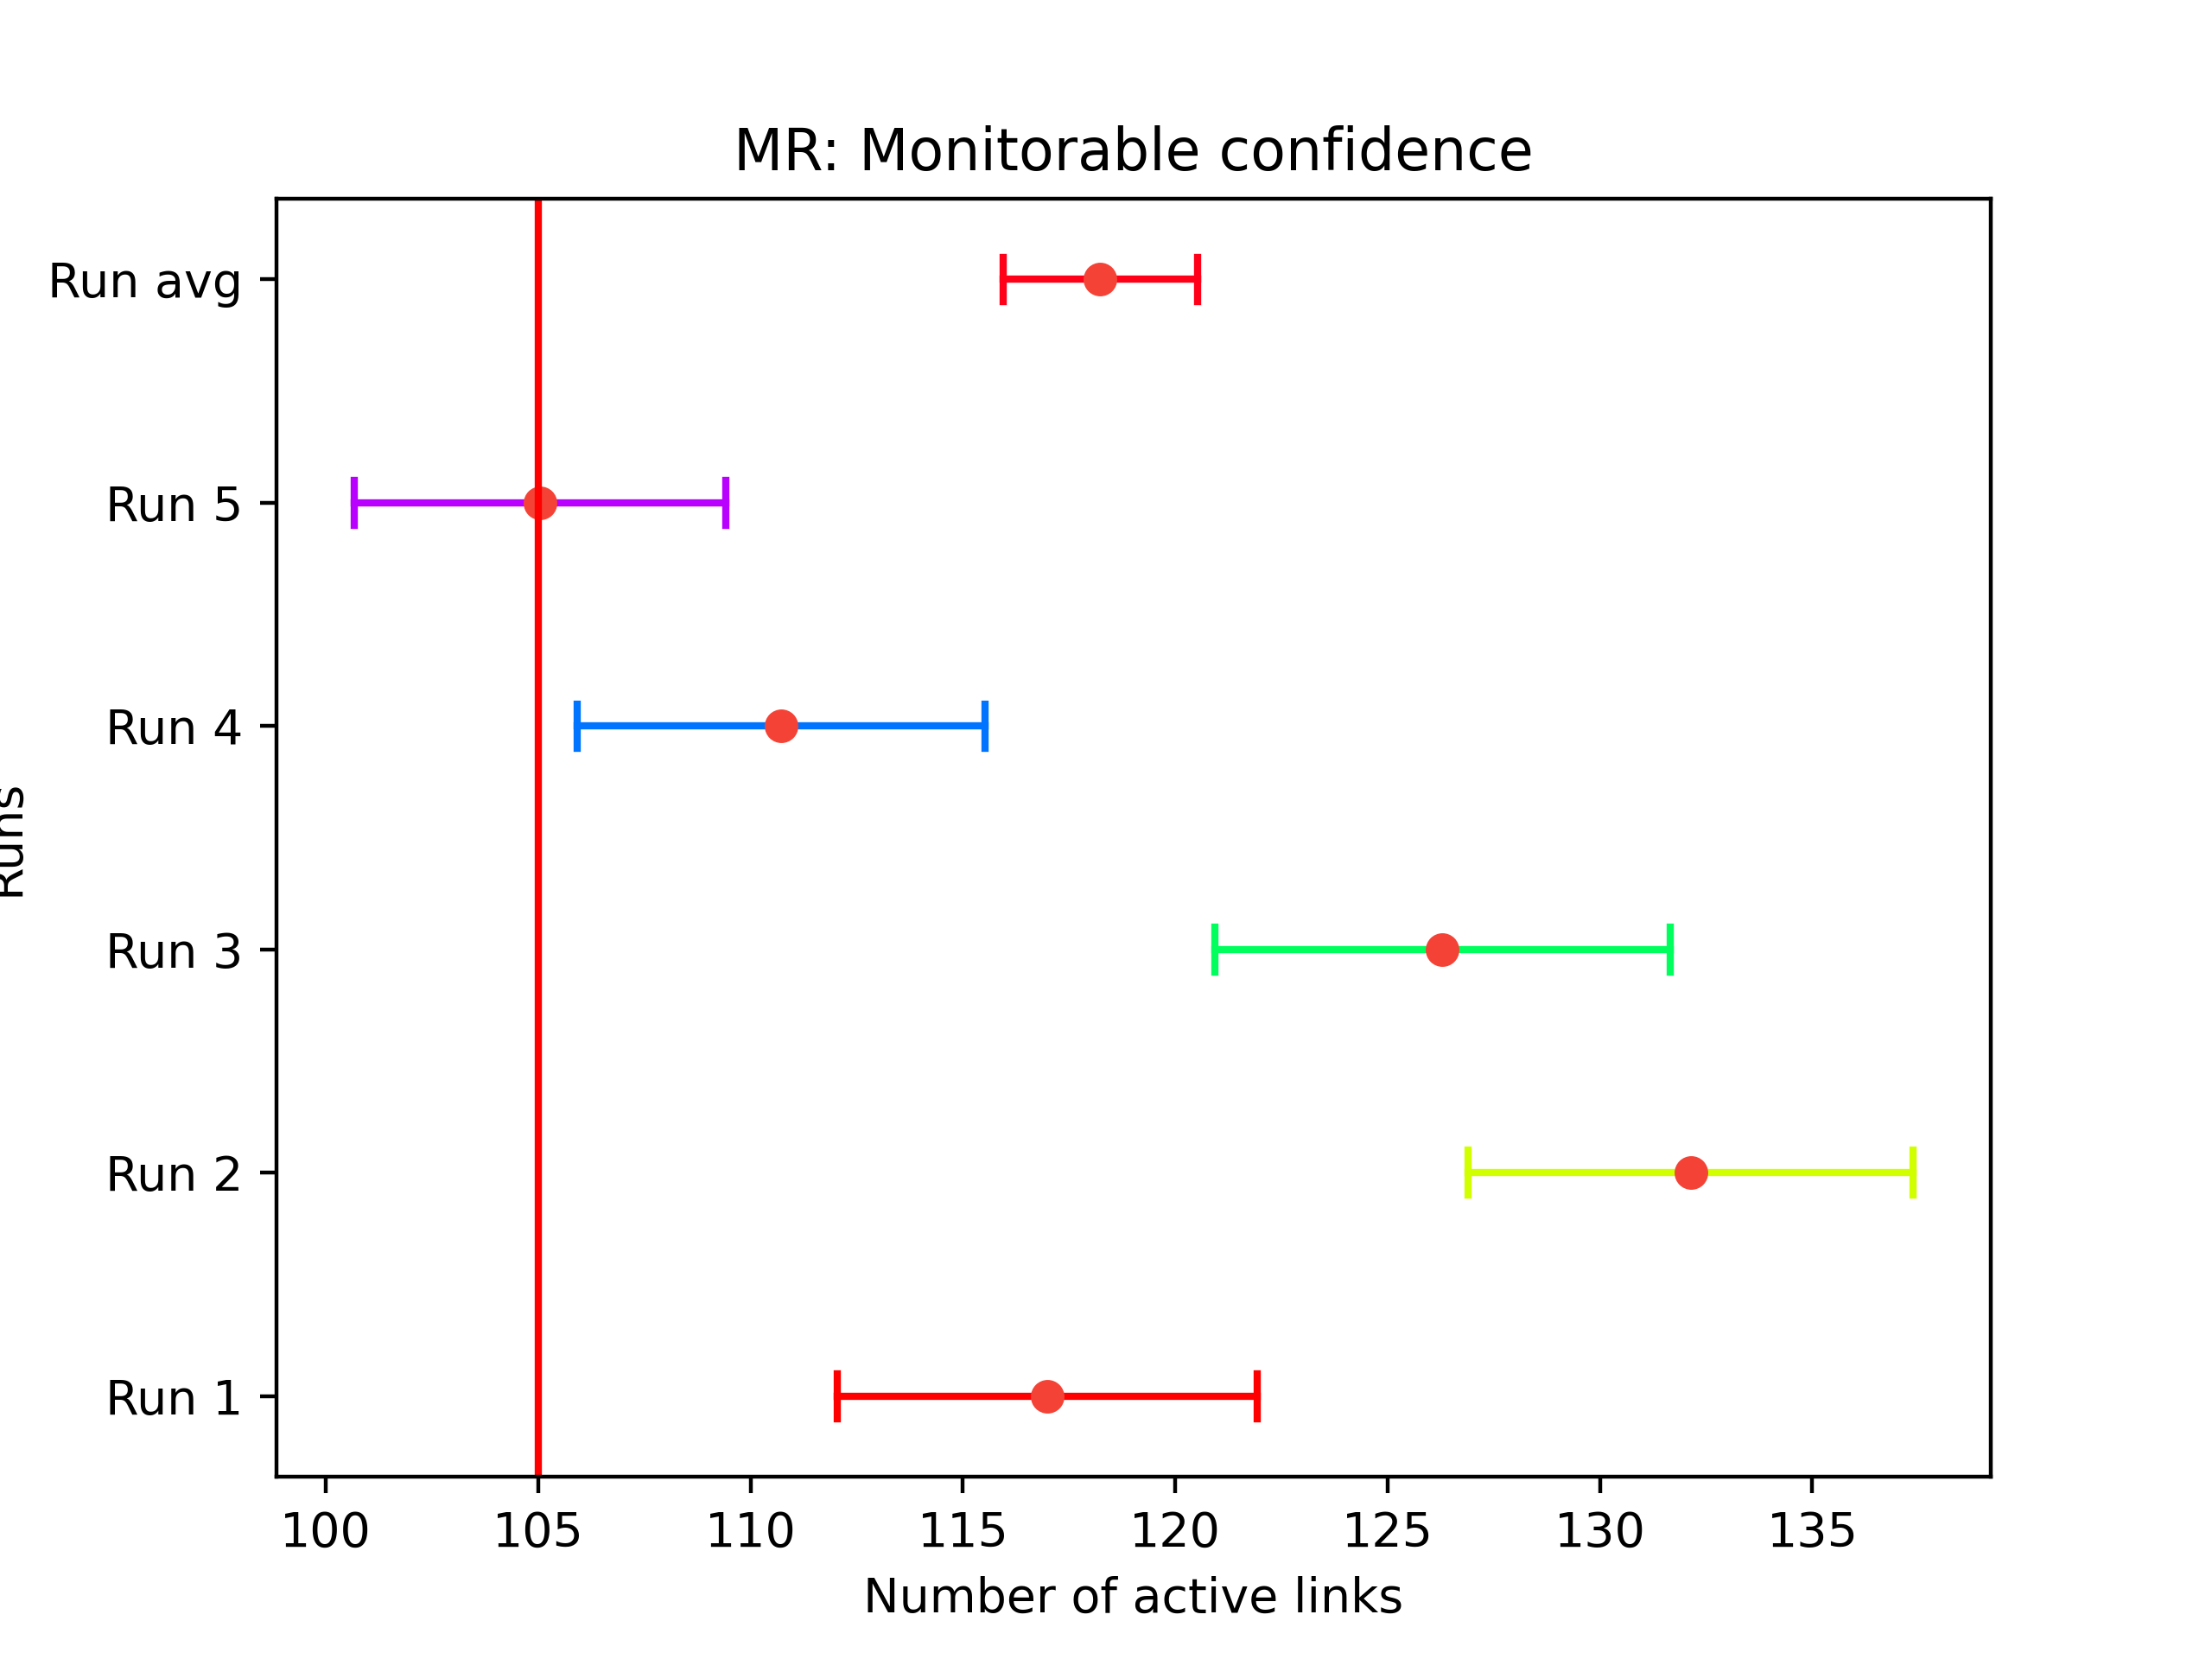 MR: Monitorable confidence
Run avg
Run 5
Run 4
Run 3
Run 2
Run 1
Runs
100 105 110 115 120 125 130 135
Number of active links